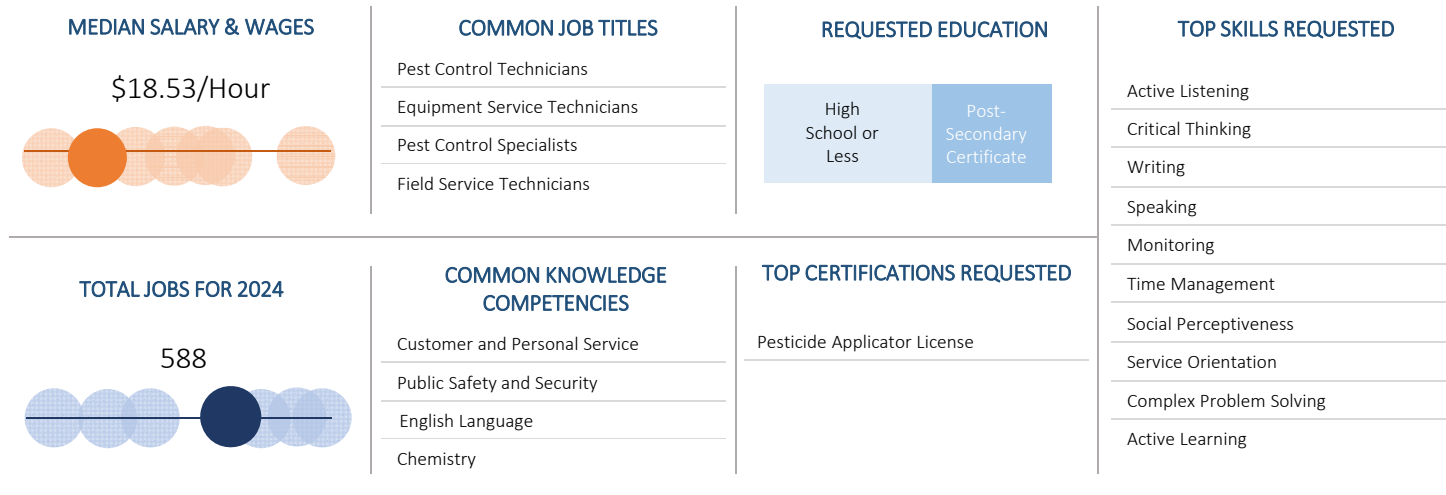 MEDIAN SALARY & WAGES
$18.53/Hour
COMMON JOB TITLES
Pest Control Technicians
Equipment Service Technicians
Pest Control Specialists
Field Service Technicians
REQUESTED EDUCATION
High
School or
Less
Post-
Secondary
Certificate
TOP SKILLS REQUESTED
Active Listening
Critical Thinking
Writing
Speaking
Monitoring
Time Management
Social Perceptiveness
Service Orientation
Complex Problem Solving
Active Learning
TOTAL JOBS FOR 2024
588
COMMON KNOWLEDGE
COMPETENCIES
Customer and Personal Service
Public Safety and Security
English Language
Chemistry
TOP CERTIFICATIONS REQUESTED
Pesticide Applicator License